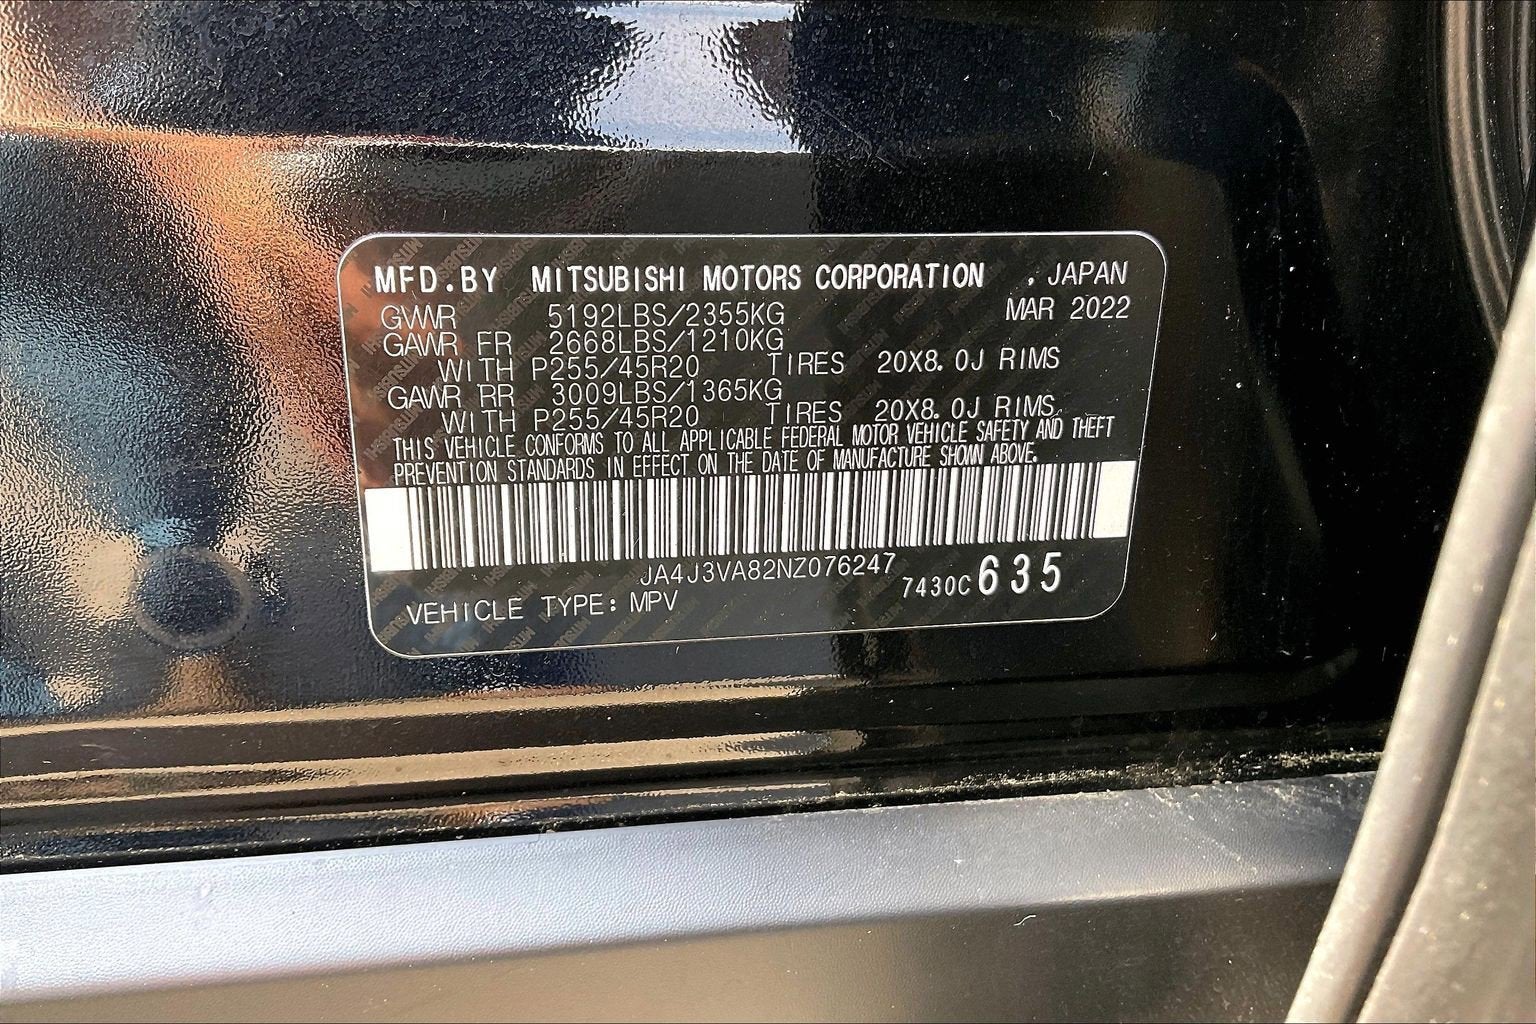 MFD.BY MITSUBISHI MOTORS CORPORATION , JAPAN
GVWR 5192LBS/2355KG MAR 2022
GAWR FR 2668LBS/1210KG
WITH P255/45R20 TIRES 20X8.0J RIMS
GAWR RR 3009LBS/1365KG
WITH P255/45R20 TIRES 20X8.0J RIMS
THIS VEHICLE CONFORMS TO ALL APPLICABLE FEDERAL MOTOR VEHICLE SAFETY AND THEFT
PREVENTION STANDARDS IN EFFECT ON THE DATE OF MANUFACTURE SHOWN ABOVE.
JA4J3VA82NZ076247
7430C 635
VEHICLE TYPE: MPV